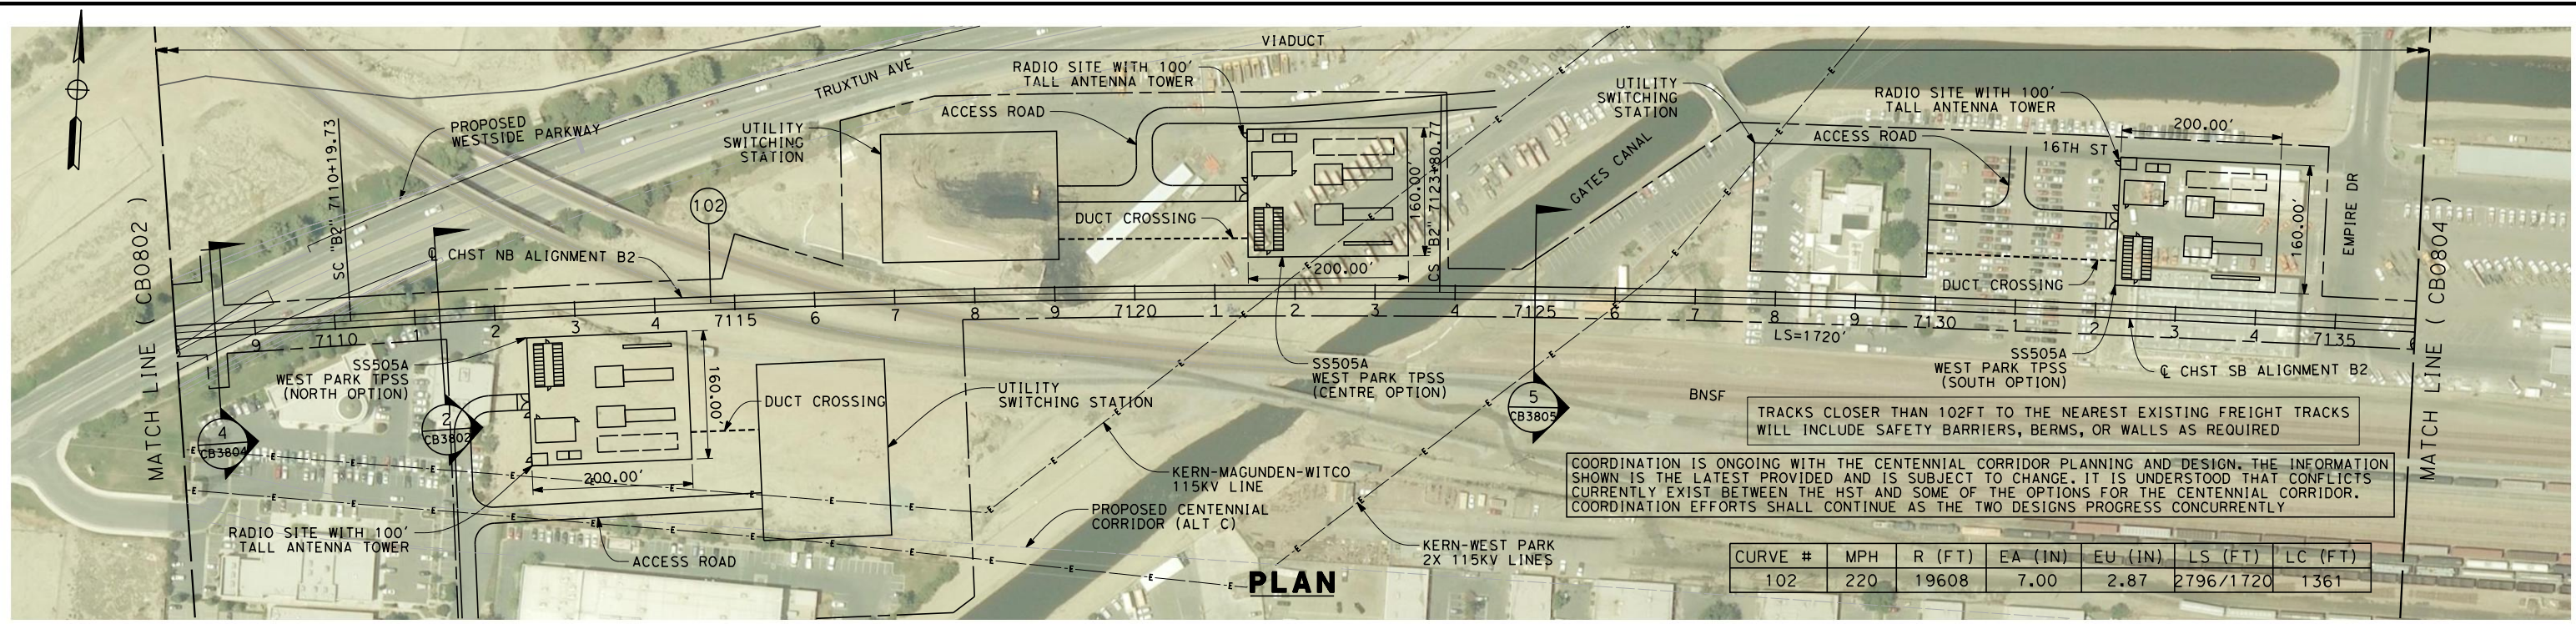 VIADUCT
TRUXTUN AVE
PROPOSED
WESTSIDE PARKWAY
RADIO SITE WITH 100'
TALL ANTENNA TOWER
ACCESS ROAD
UTILITY
SWITCHING
STATION
DUCT CROSSING
200.00'
160.00'
CS "B2" 7123+80.77
GATES CANAL
UTILITY
SWITCHING
STATION
RADIO SITE WITH 100'
TALL ANTENNA TOWER
ACCESS ROAD
16TH ST
200.00'
160.00'
EMPIRE DR
DUCT CROSSING
MATCH LINE ( CB0802 )
SC "B2" 7110+19.73
102
℄ CHST NB ALIGNMENT B2
9
7110
1
2
3
4
7115
6
7
8
9
7120
1
2
3
4
7125
6
7
8
9
7130
1
2
3
4
7135
6
LS=1720'
MATCH LINE ( CB0804 )
SS505A
WEST PARK TPSS
(NORTH OPTION)
160.00'
200.00'
DUCT CROSSING
UTILITY
SWITCHING STATION
SS505A
WEST PARK TPSS
(CENTRE OPTION)
SS505A
WEST PARK TPSS
(SOUTH OPTION)
℄ CHST SB ALIGNMENT B2
BNSF
4
CB3804
2
CB3802
5
CB3805
TRACKS CLOSER THAN 102FT TO THE NEAREST EXISTING FREIGHT TRACKS
WILL INCLUDE SAFETY BARRIERS, BERMS, OR WALLS AS REQUIRED
COORDINATION IS ONGOING WITH THE CENTENNIAL CORRIDOR PLANNING AND DESIGN. THE INFORMATION
SHOWN IS THE LATEST PROVIDED AND IS SUBJECT TO CHANGE. IT IS UNDERSTOOD THAT CONFLICTS
CURRENTLY EXIST BETWEEN THE HST AND SOME OF THE OPTIONS FOR THE CENTENNIAL CORRIDOR.
COORDINATION EFFORTS SHALL CONTINUE AS THE TWO DESIGNS PROGRESS CONCURRENTLY
KERN-MAGUNDEN-WITCO
115KV LINE
PROPOSED CENTENNIAL
CORRIDOR (ALT C)
KERN-WEST PARK
2X 115KV LINES
RADIO SITE WITH 100'
TALL ANTENNA TOWER
ACCESS ROAD
PLAN
CURVE # MPH R (FT) EA (IN) EU (IN) LS (FT) LC (FT)
102 220 19608 7.00 2.87 2796/1720 1361